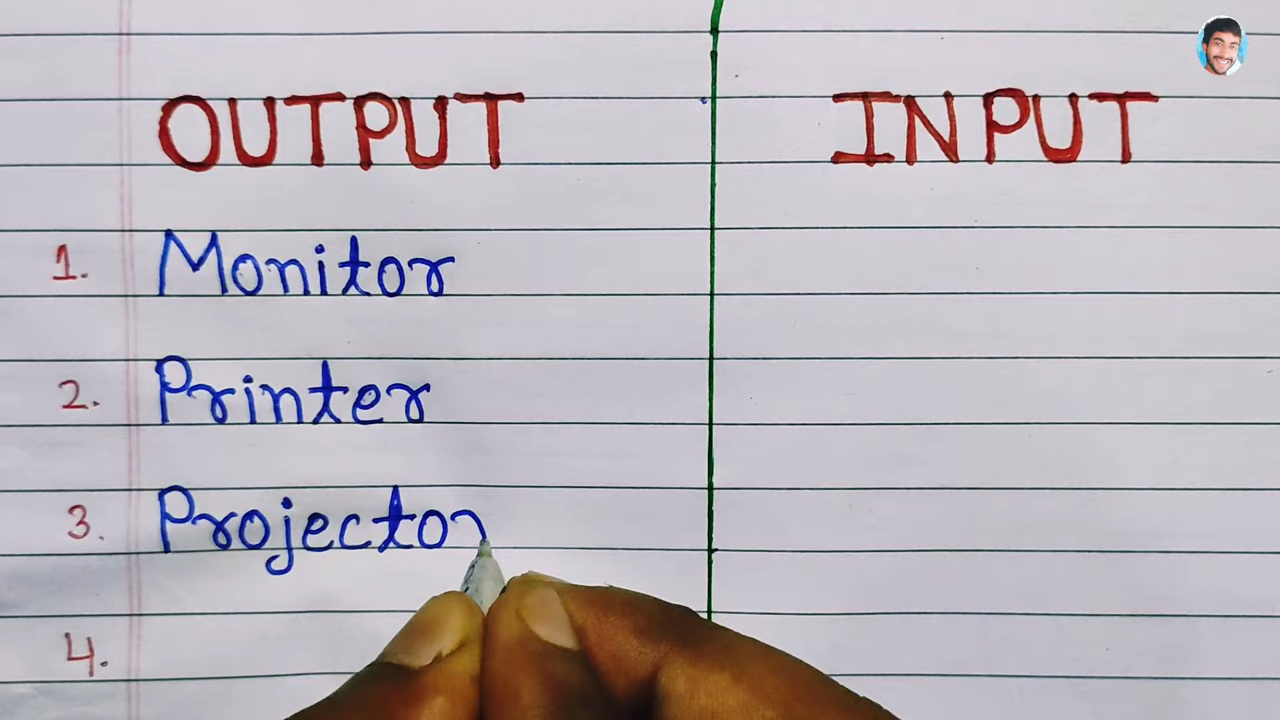 OUTPUT INPUT
1. Monitor
2. Printer
3. Projector
4.